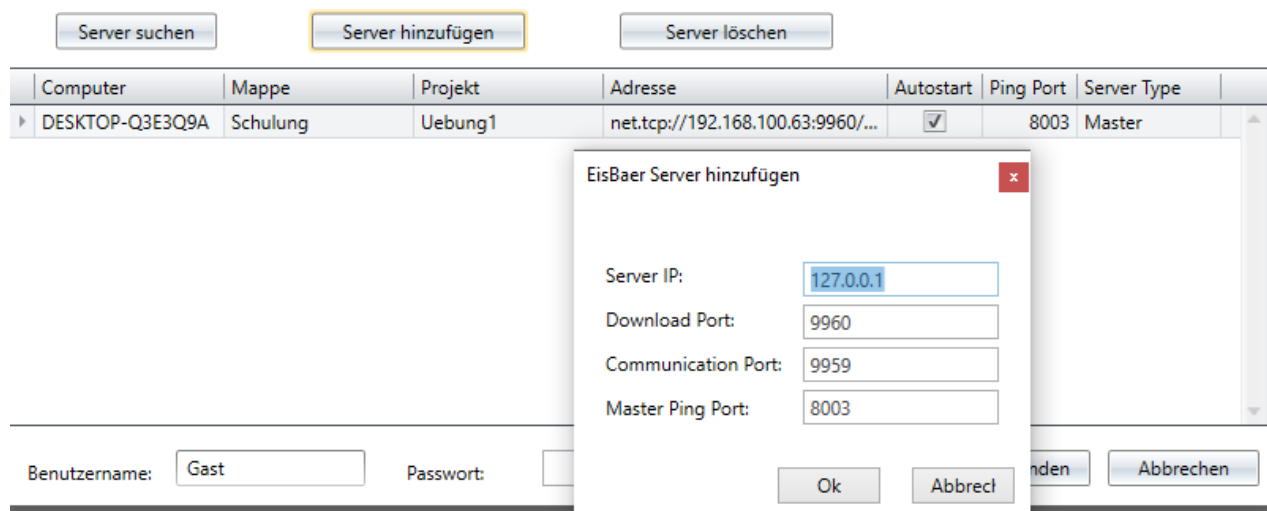 Server suchen Server hinzufügen Server löschen
Computer Mappe Projekt Adresse Autostart Ping Port Server Type
DESKTOP-Q3E3Q9A Schulung Uebung1 net.tcp://192.168.100.63:9960/... 8003 Master
EisBaer Server hinzufügen x
Server IP: 127.0.0.1
Download Port: 9960
Communication Port: 9959
Master Ping Port: 8003
Benutzername: Gast Passwort: nden Abbrechen
Ok Abbrecl